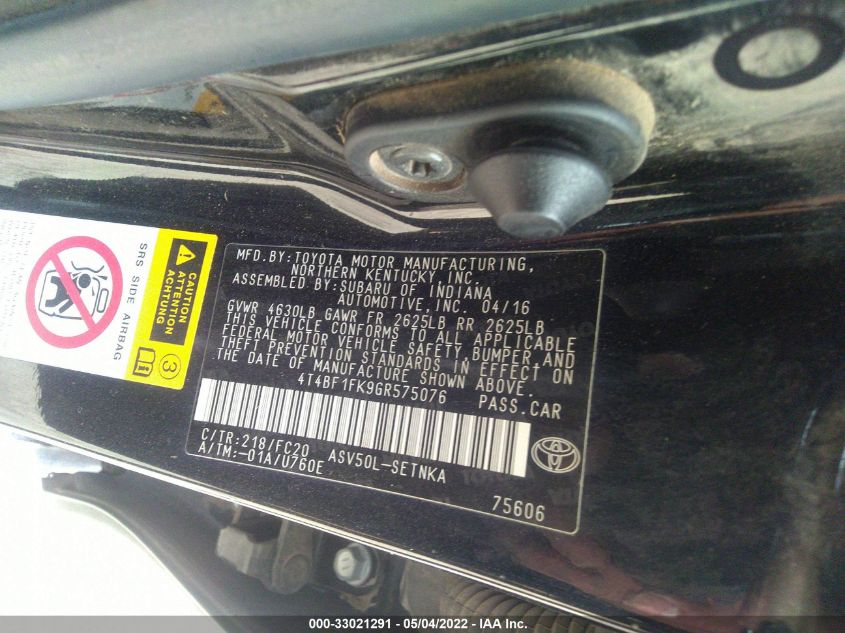 SRS SIDE AIRBAG
CAUTION
ATTENTION
ACHTUNG
3
MFD.BY:TOYOTA MOTOR MANUFACTURING,
NORTHERN KENTUCKY,INC.
ASSEMBLED BY:SUBARU OF INDIANA
AUTOMOTIVE,INC. 04/16
GVWR 4630LB GAWR FR 2625LB RR 2625LB
THIS VEHICLE CONFORMS TO ALL APPLICABLE
FEDERAL MOTOR VEHICLE SAFETY,BUMPER,AND
THEFT PREVENTION STANDARDS IN EFFECT ON
THE DATE OF MANUFACTURE SHOWN ABOVE.
4T4BF1FK9GR575076 PASS.CAR
C/TR:218/FC20 ASV50L-SETNKA
A/TM:-01A/U760E
75606
000-33021291 - 05/04/2022 - IAA Inc.